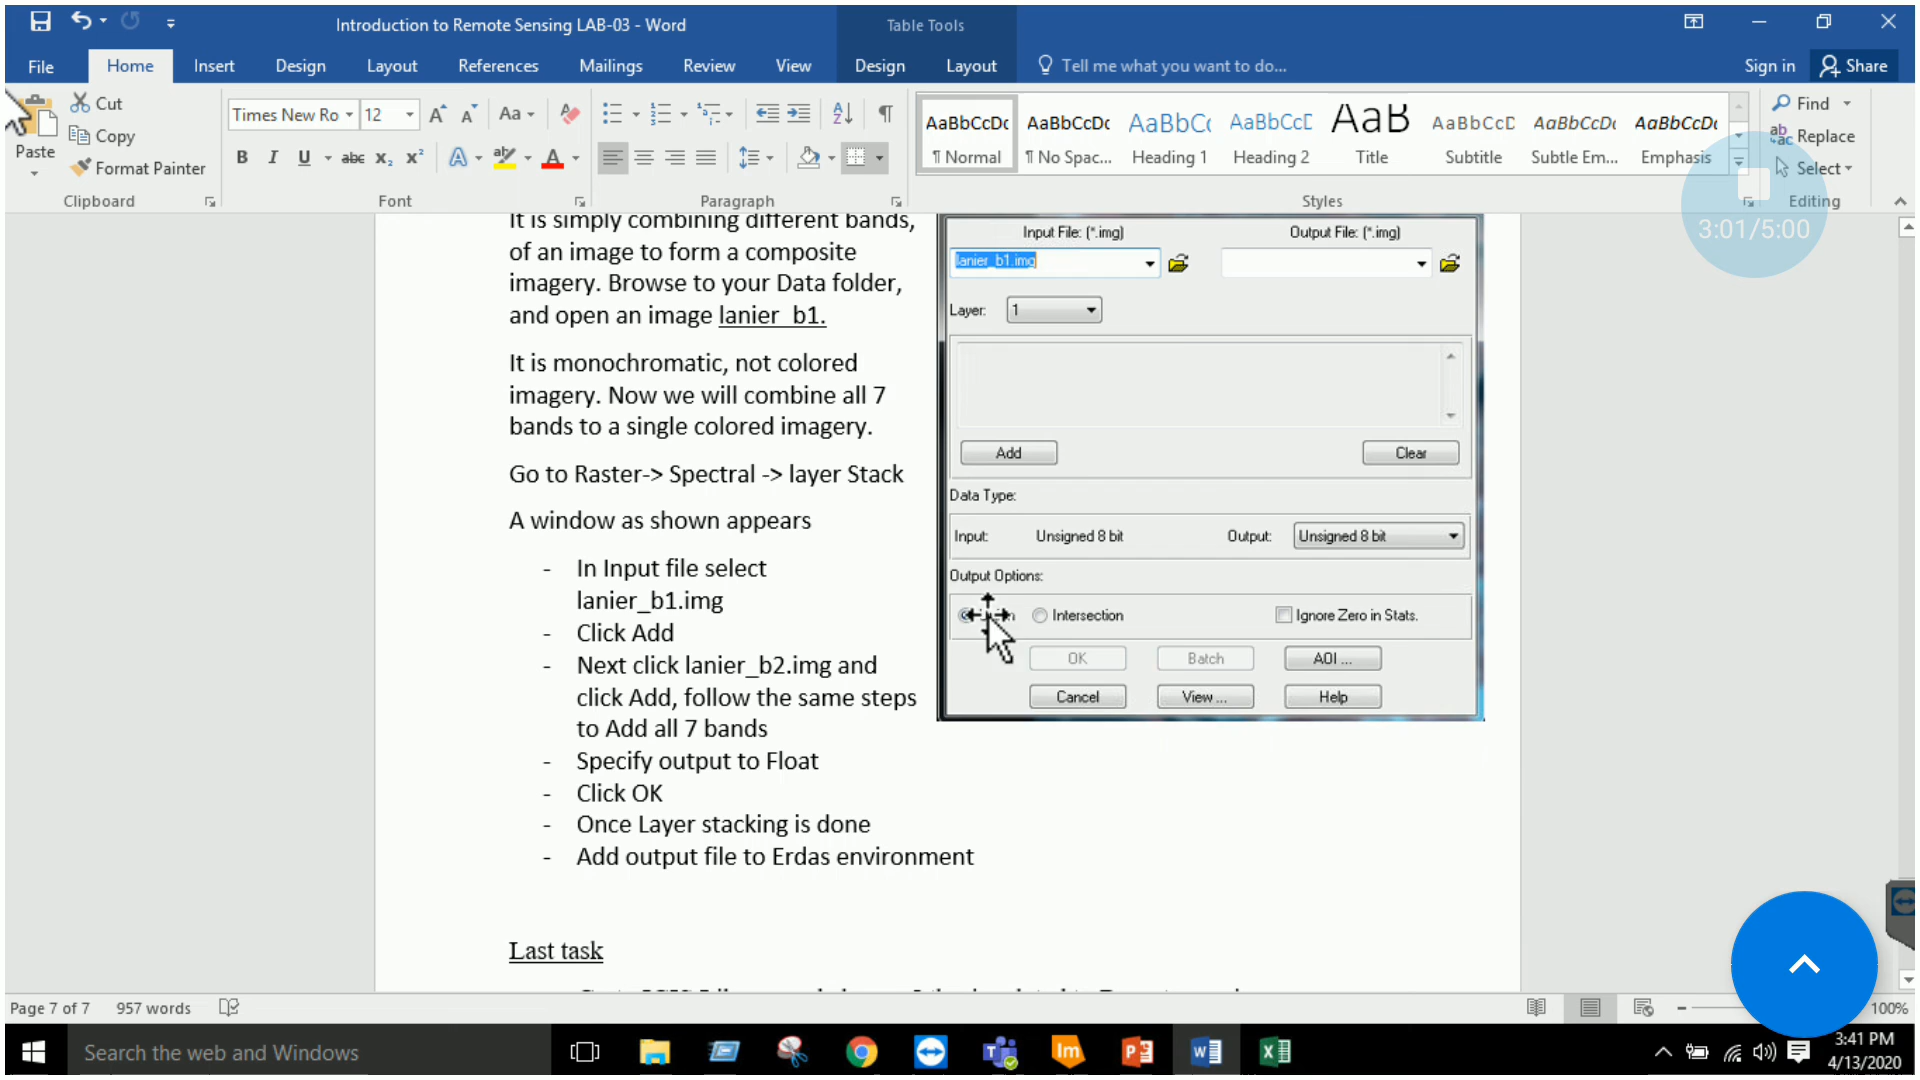 Introduction to Remote Sensing LAB-03 - Word
Table Tools
File Home Insert Design Layout References Mailings Review View Design Layout Tell me what you want to do... Sign in Share
Paste
Cut
Copy
Format Painter
Clipboard
Times New Ro 12
Font
Paragraph
AaBbCcDc AaBbCcDc AaBbC AaBbCcD AaB AaBbCcD AaBbCcDc AaBbCcDc
¶ Normal ¶ No Spac... Heading 1 Heading 2 Title Subtitle Subtle Em... Emphasis
Styles
Find
Replace
Select
Editing
3:01/5:00
It is simply combining different bands,
of an image to form a composite
imagery. Browse to your Data folder,
and open an image lanier_b1.
It is monochromatic, not colored
imagery. Now we will combine all 7
bands to a single colored imagery.
Go to Raster-> Spectral -> layer Stack
A window as shown appears
- In Input file select
lanier_b1.img
- Click Add
- Next click lanier_b2.img and
click Add, follow the same steps
to Add all 7 bands
- Specify output to Float
- Click OK
- Once Layer stacking is done
- Add output file to Erdas environment
Last task
Input File: (*.img) Output File: (*.img)
lanier_b1.img
Layer: 1
Add Clear
Data Type:
Input: Unsigned 8 bit Output: Unsigned 8 bit
Output Options:
Intersection Ignore Zero in Stats.
OK Batch AOI ...
Cancel View ... Help
Page 7 of 7 957 words
100%
Search the web and Windows
3:41 PM
4/13/2020